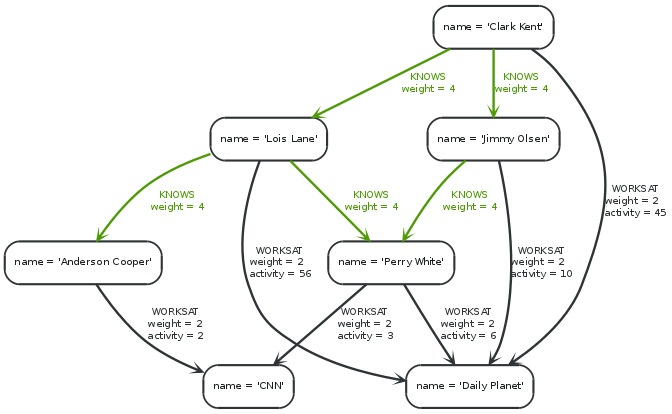 name = 'Clark Kent'
KNOWS
weight = 4
KNOWS
weight = 4
name = 'Lois Lane'
name = 'Jimmy Olsen'
WORKSAT
weight = 2
activity = 45
KNOWS
weight = 4
KNOWS
weight = 4
KNOWS
weight = 4
name = 'Anderson Cooper'
WORKSAT
weight = 2
activity = 56
name = 'Perry White'
WORKSAT
weight = 2
activity = 10
WORKSAT
weight = 2
activity = 2
WORKSAT
weight = 2
activity = 3
WORKSAT
weight = 2
activity = 6
name = 'CNN'
name = 'Daily Planet'